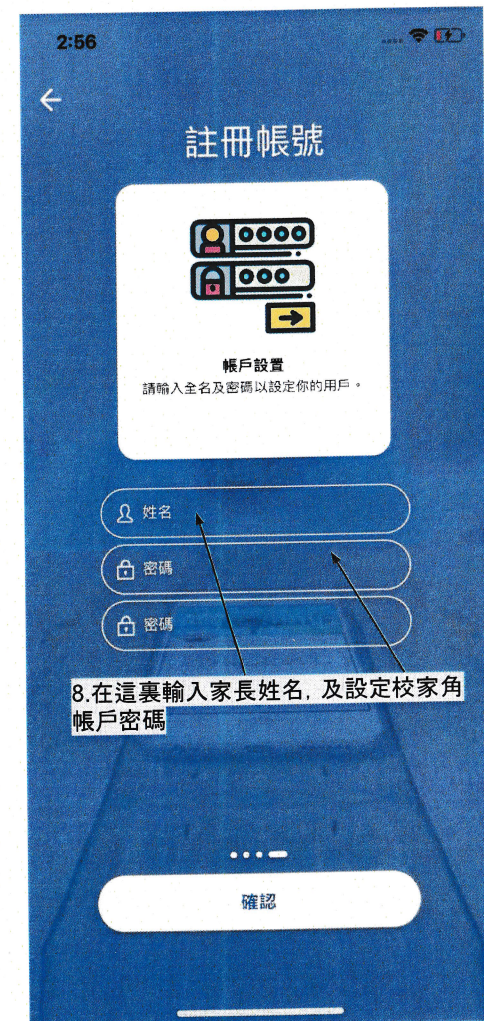 2:56
註冊帳號
帳戶設置
請輸入全名及密碼以設定你的用戶。
姓名
密碼
密碼
8.在這裏輸入家長姓名, 及設定校家角
帳戶密碼
確認